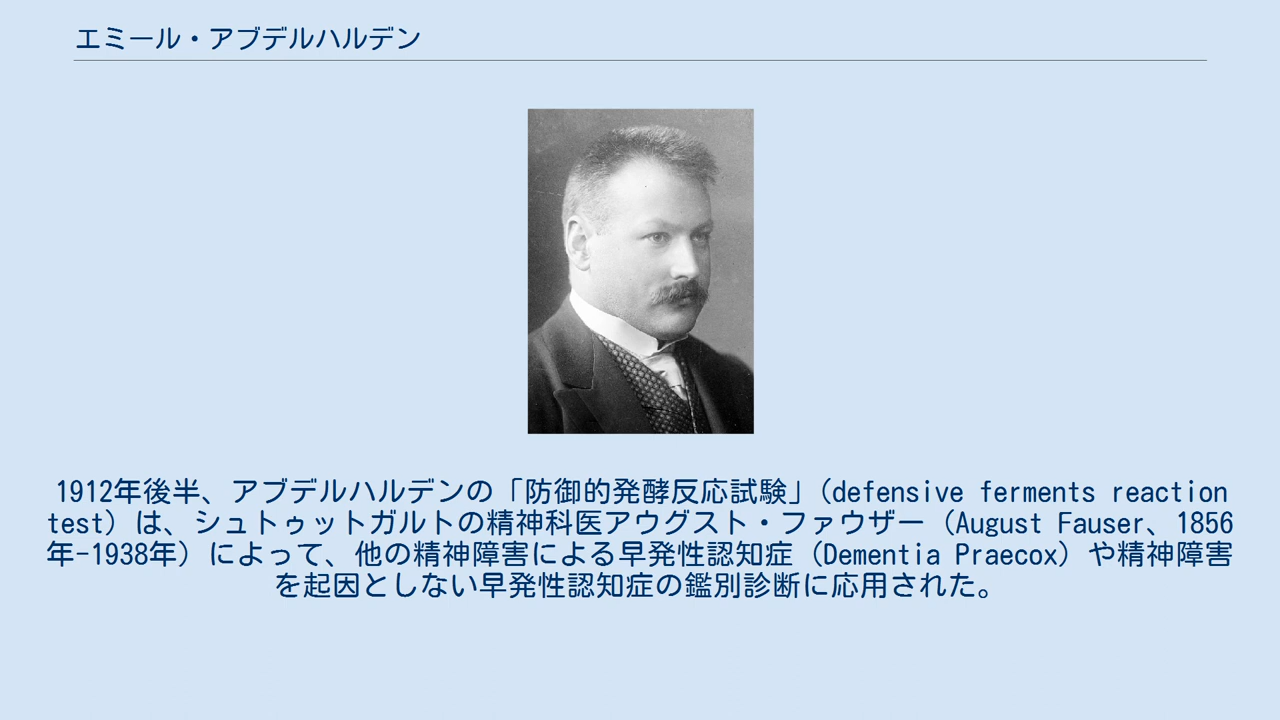 エミール・アブデルハルデン
1912年後半、アブデルハルデンの「防御的発酵反応試験」（defensive ferments reaction
test）は、シュトゥットガルトの精神科医アウグスト・ファウザー（August Fauser、1856
年-1938年）によって、他の精神障害による早発性認知症（Dementia Praecox）や精神障害
を起因としない早発性認知症の鑑別診断に応用された。